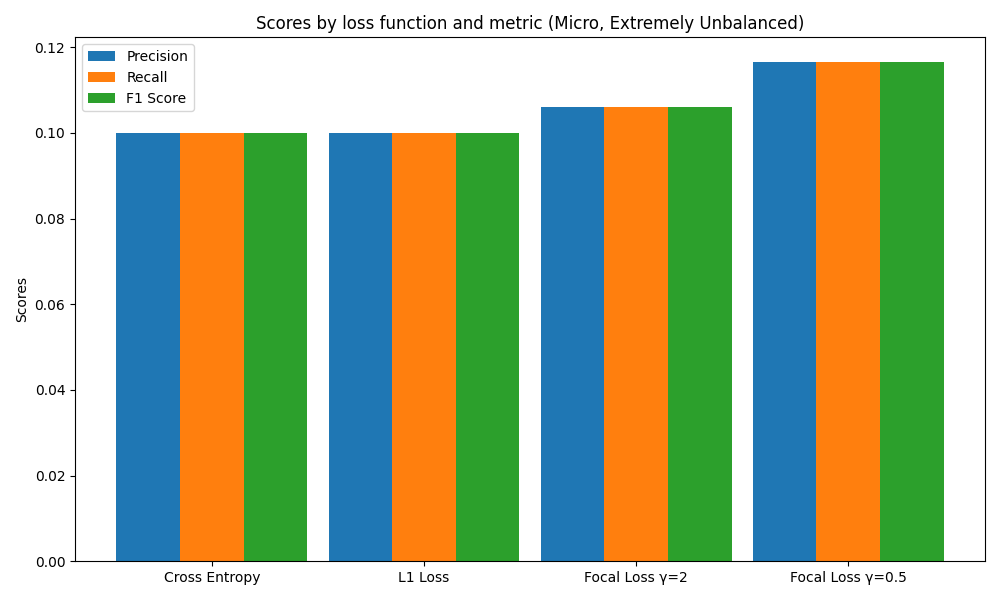 Scores by loss function and metric (Micro, Extremely Unbalanced)
Precision
Recall
F1 Score
Scores
0.12
0.10
0.08
0.06
0.04
0.02
0.00
Cross Entropy
L1 Loss
Focal Loss γ=2
Focal Loss γ=0.5